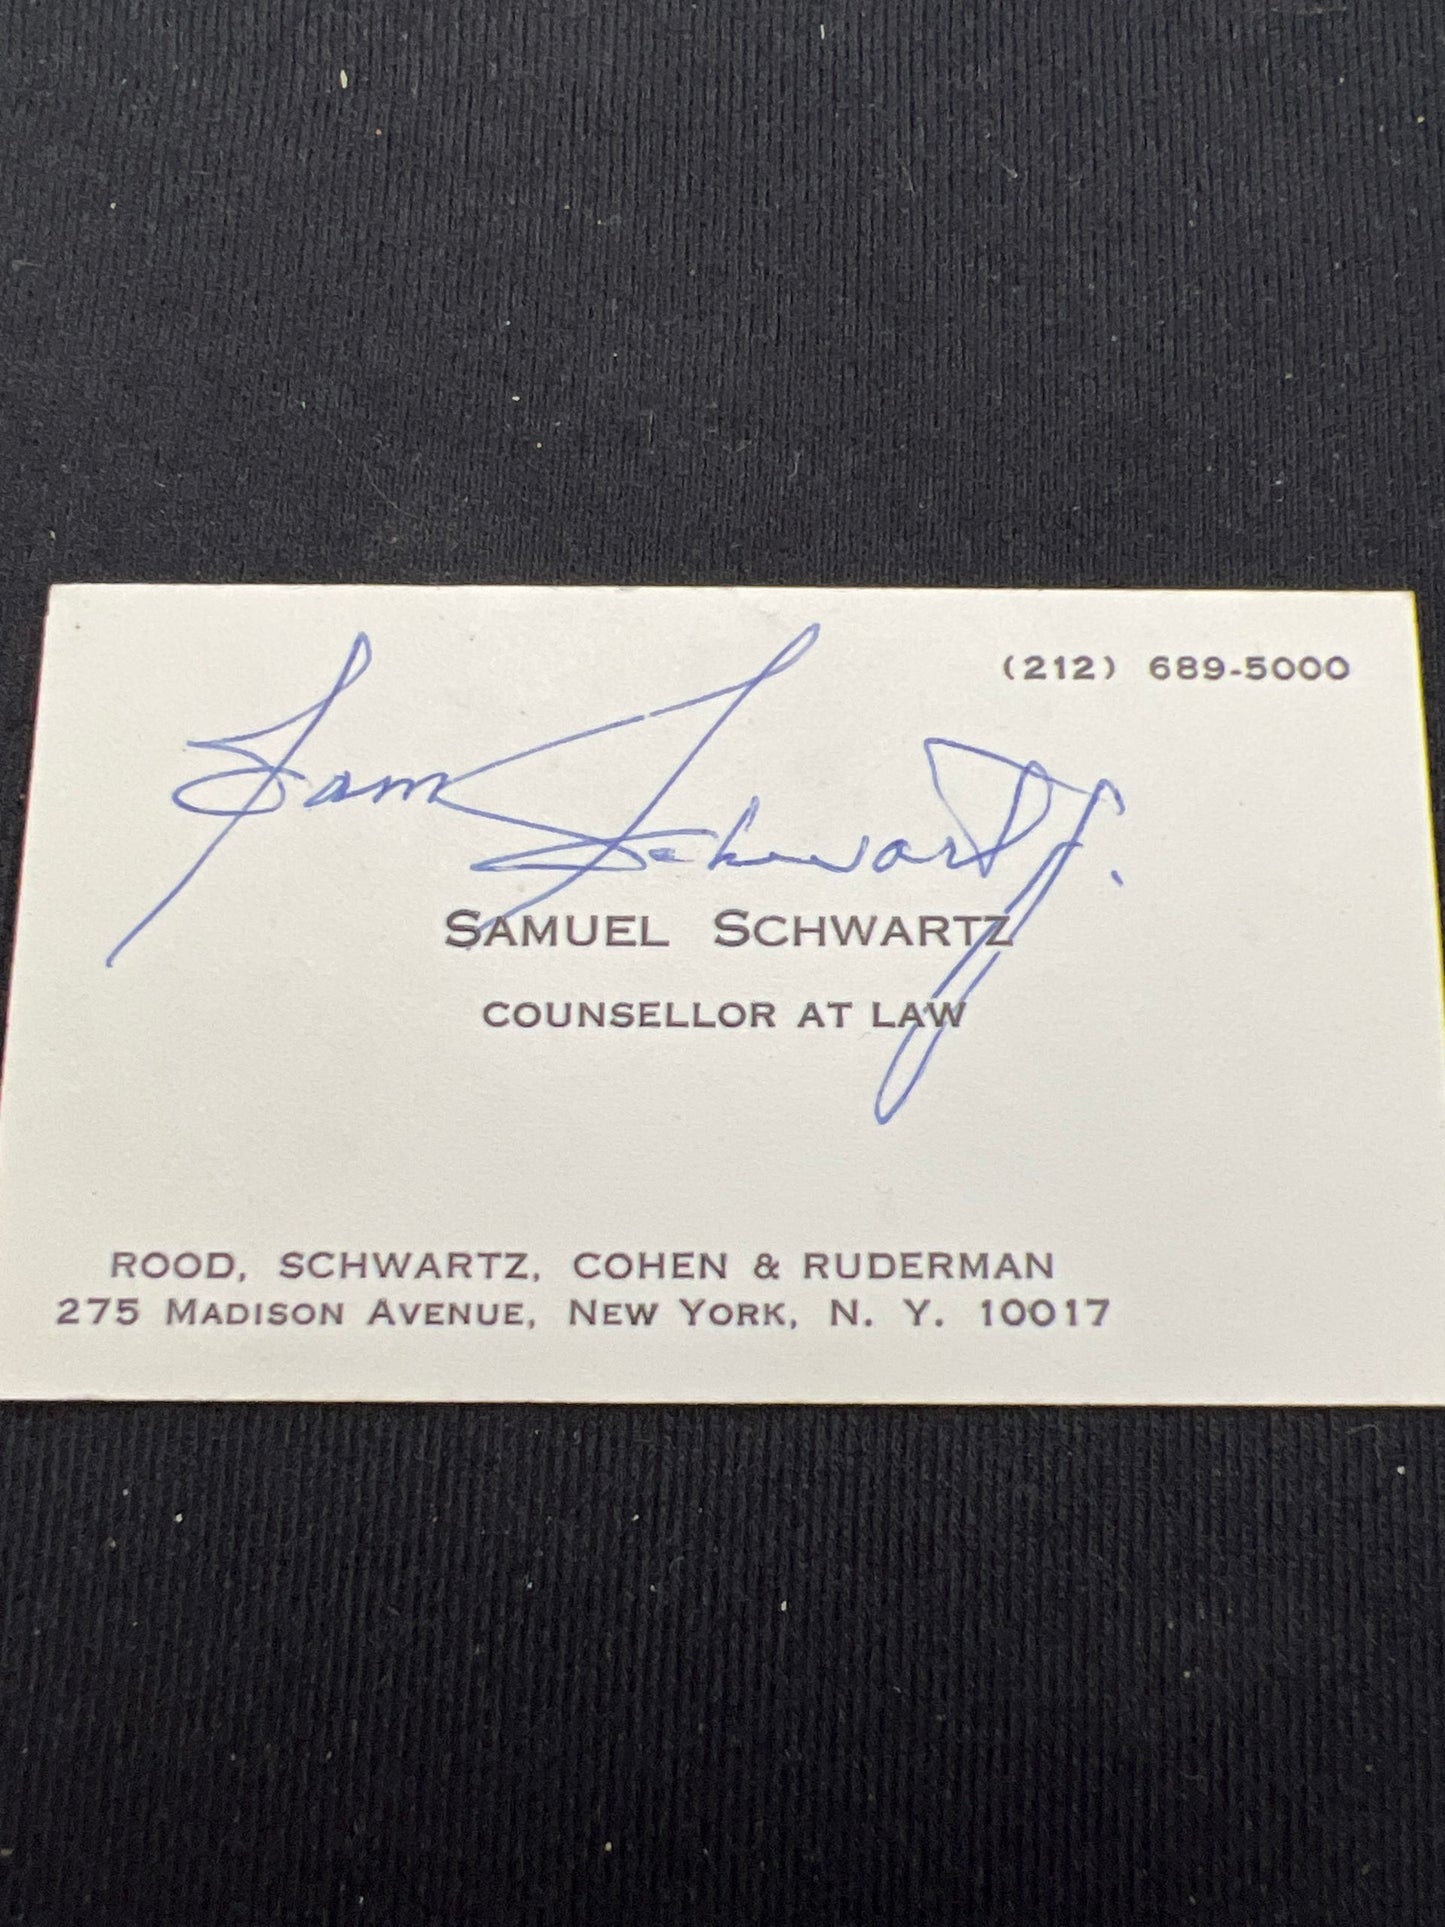 (212) 689-5000
Sam Schwartz.
SAMUEL SCHWARTZ
COUNSELLOR AT LAW
ROOD, SCHWARTZ, COHEN & RUDERMAN
275 MADISON AVENUE, NEW YORK, N. Y. 10017